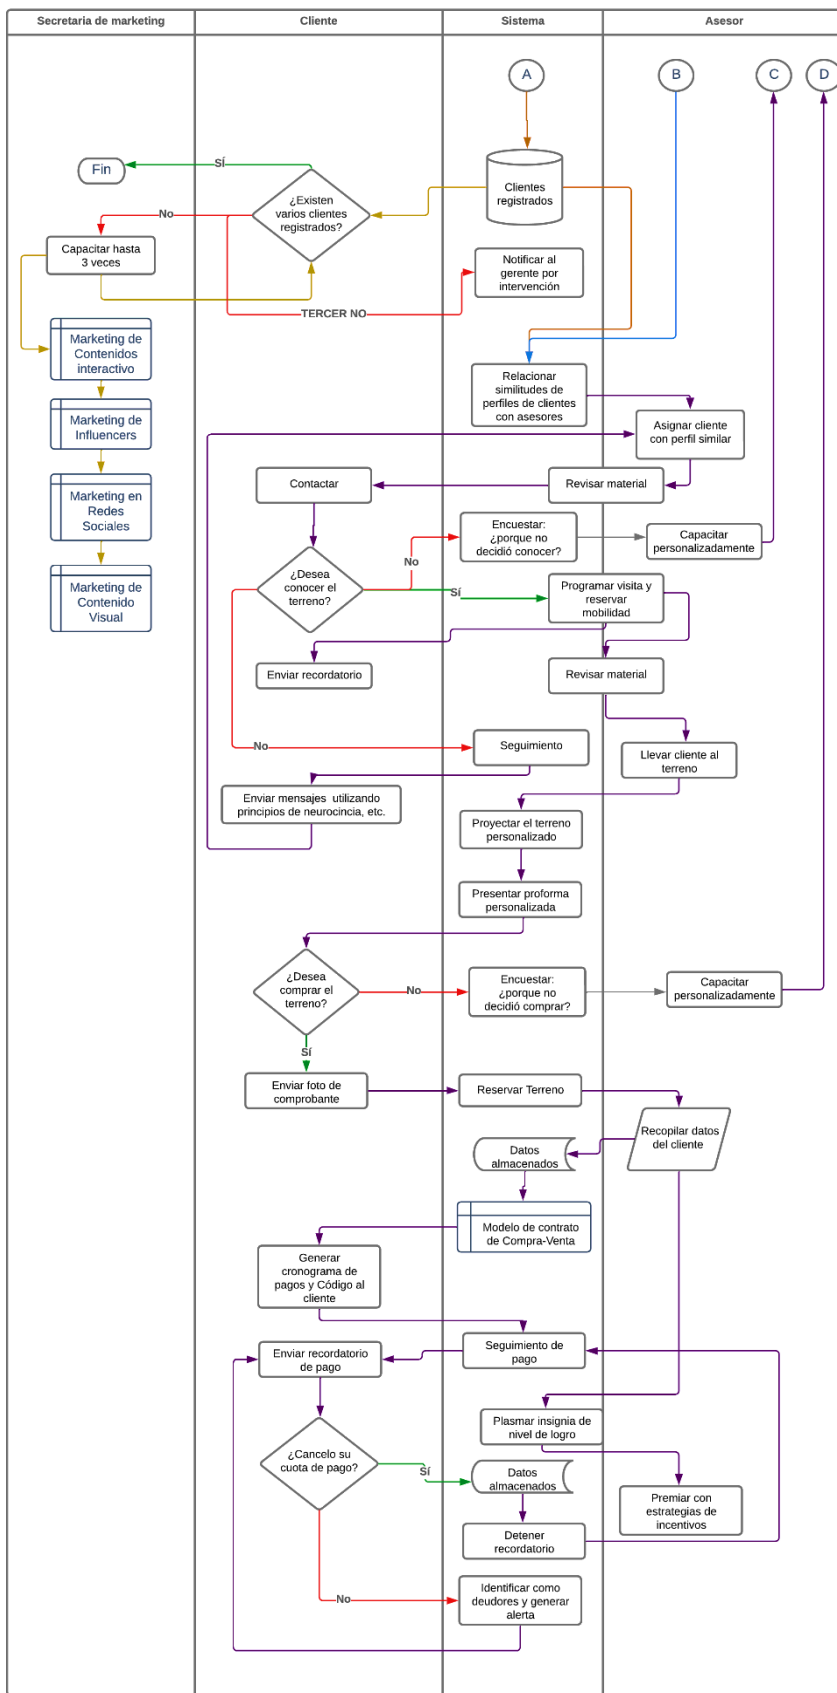 Secretaria de marketing
Cliente
Sistema
Asesor
A
B
C
D
Fin
Sí
¿Existen
varios clientes
registrados?
Clientes
registrados
No
Capacitar hasta
3 veces
Notificar al
gerente por
intervención
TERCER NO
Marketing de
Contenidos
interactivo
Relacionar
similitudes de
perfiles de clientes
con asesores
Marketing de
Influencers
Asignar cliente
con perfil similar
Marketing en
Redes
Sociales
Contactar
Revisar material
Encuestar:
¿porque no
decidió conocer?
Capacitar
personalizadamente
No
¿Desea
conocer el
terreno?
Sí
Programar visita y
reservar
mobilidad
Marketing de
Contenido
Visual
Enviar recordatorio
Revisar material
No
Seguimiento
Llevar cliente al
terreno
Enviar mensajes utilizando
principios de neurocincia, etc.
Proyectar el terreno
personalizado
Presentar proforma
personalizada
¿Desea
comprar el
terreno?
No
Encuestar:
¿porque no
decidió comprar?
Capacitar
personalizadamente
Sí
Enviar foto de
comprobante
Reservar Terreno
Recopilar datos
del cliente
Datos
almacenados
Modelo de contrato
de Compra-Venta
Generar
cronograma de
pagos y Código al
cliente
Seguimiento de
pago
Enviar recordatorio
de pago
Plasmar insignia de
nivel de logro
¿Cancelo su
cuota de pago?
Sí
Datos
almacenados
Premiar con
estrategias de
incentivos
Detener
recordatorio
No
Identificar como
deudores y generar
alerta